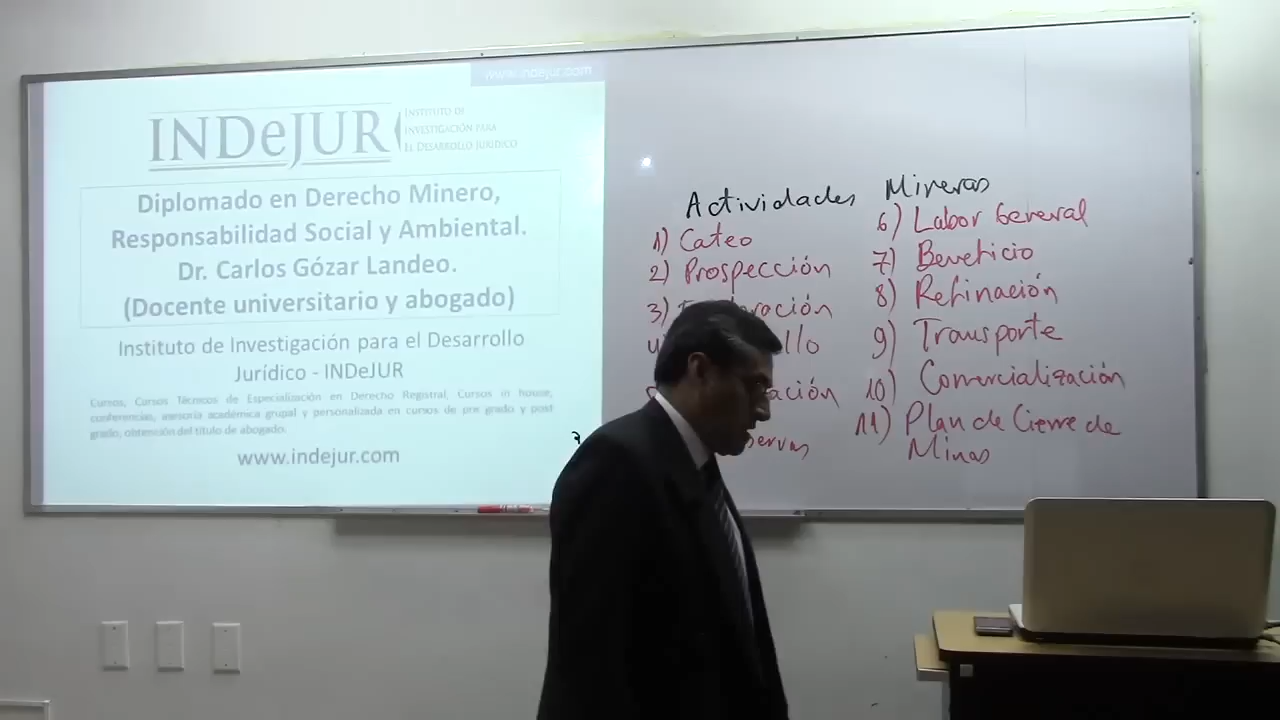 www.indejur.com
INDeJUR
INSTITUTO DE
INVESTIGACIÓN PARA
EL DESARROLLO JURÍDICO
Diplomado en Derecho Minero,
Responsabilidad Social y Ambiental.
Dr. Carlos Gózar Landeo.
(Docente universitario y abogado)
Instituto de Investigación para el Desarrollo
Jurídico - INDeJUR
Cursos, Cursos Técnicos de Especialización en Derecho Registral, Cursos in house,
conferencias, asesoría académica grupal y personalizada en cursos de pre grado y post
grado, obtención del título de abogado.
www.indejur.com
Actividades Mineras
1) Cateo
2) Prospección
3)
6) Labor General
7) Beneficio
8) Refinación
9) Transporte
10) Comercialización
11) Plan de Cierre de
Minas